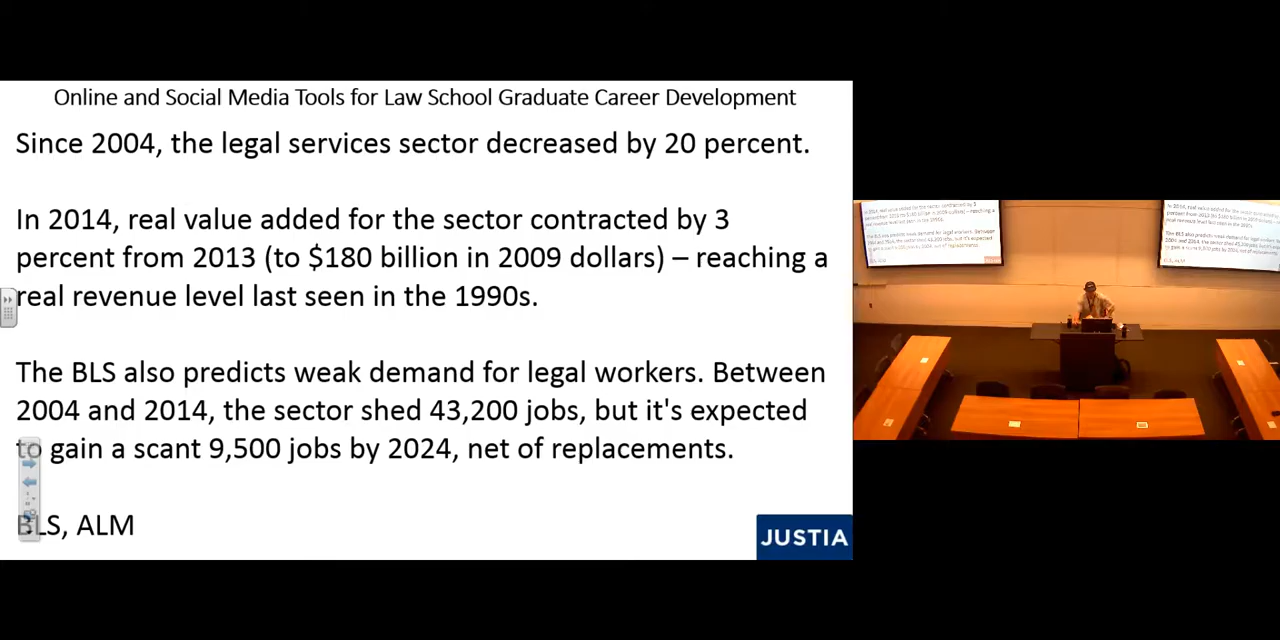 Online and Social Media Tools for Law School Graduate Career Development
Since 2004, the legal services sector decreased by 20 percent.
In 2014, real value added for the sector contracted by 3
percent from 2013 (to $180 billion in 2009 dollars) – reaching a
real revenue level last seen in the 1990s.
The BLS also predicts weak demand for legal workers. Between
2004 and 2014, the sector shed 43,200 jobs, but it's expected
to gain a scant 9,500 jobs by 2024, net of replacements.
BLS, ALM
JUSTIA